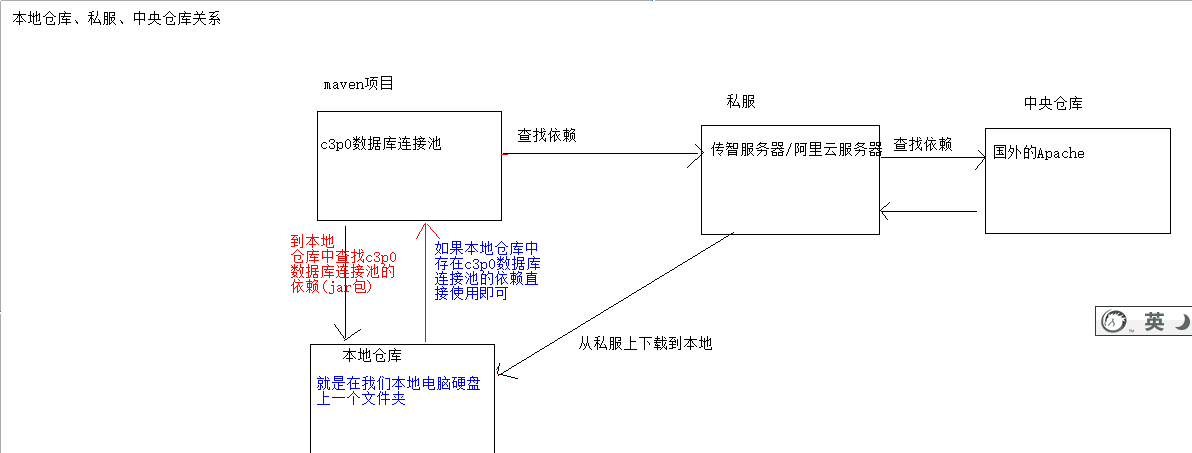 本地仓库、私服、中央仓库关系
maven项目
私服
中央仓库
c3p0数据库连接池
查找依赖
传智服务器/阿里云服务器
查找依赖
国外的Apache
到本地
仓库中查找c3p0
数据库连接池的
依赖(jar包)
如果本地仓库中
存在c3p0数据库
连接池的依赖直
接使用即可
从私服上下载到本地
本地仓库
就是在我们本地电脑硬盘
上一个文件夹
英